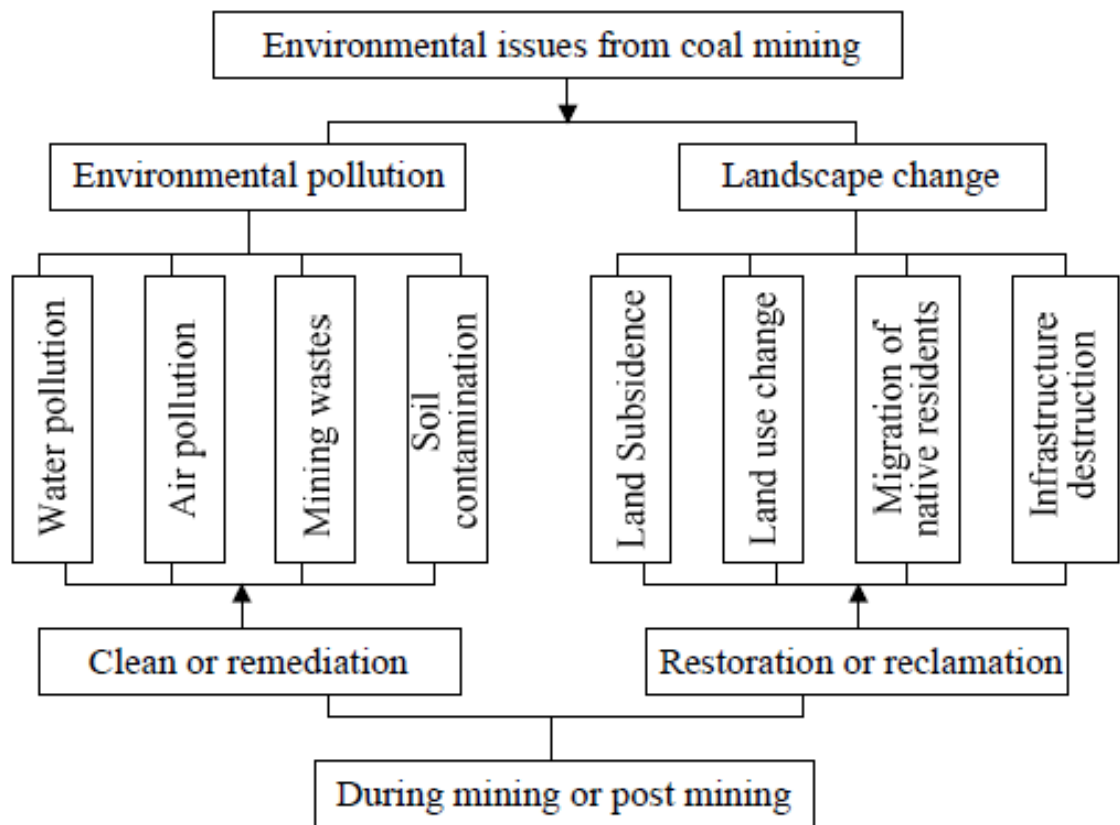 Environmental issues from coal mining
Environmental pollution
Landscape change
Water pollution
Air pollution
Mining wastes
Soil
contamination
Land Subsidence
Land use change
Migration of
native residents
Infrastructure
destruction
Clean or remediation
Restoration or reclamation
During mining or post mining